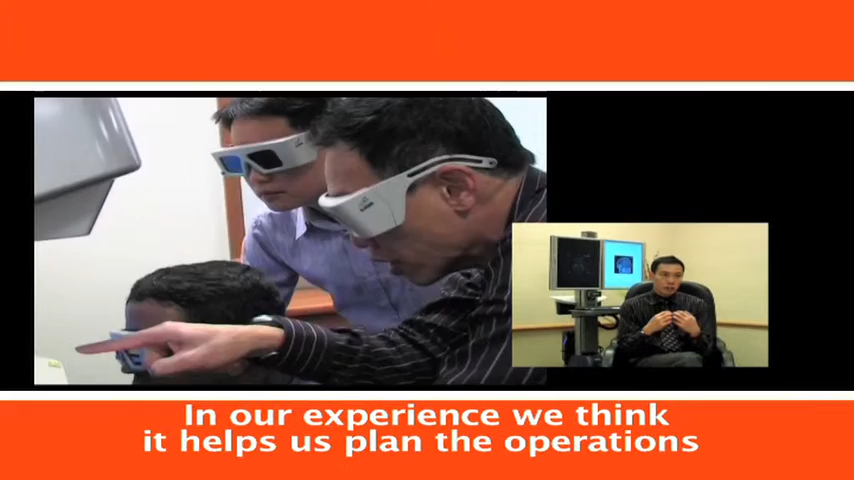 In our experience we think
it helps us plan the operations